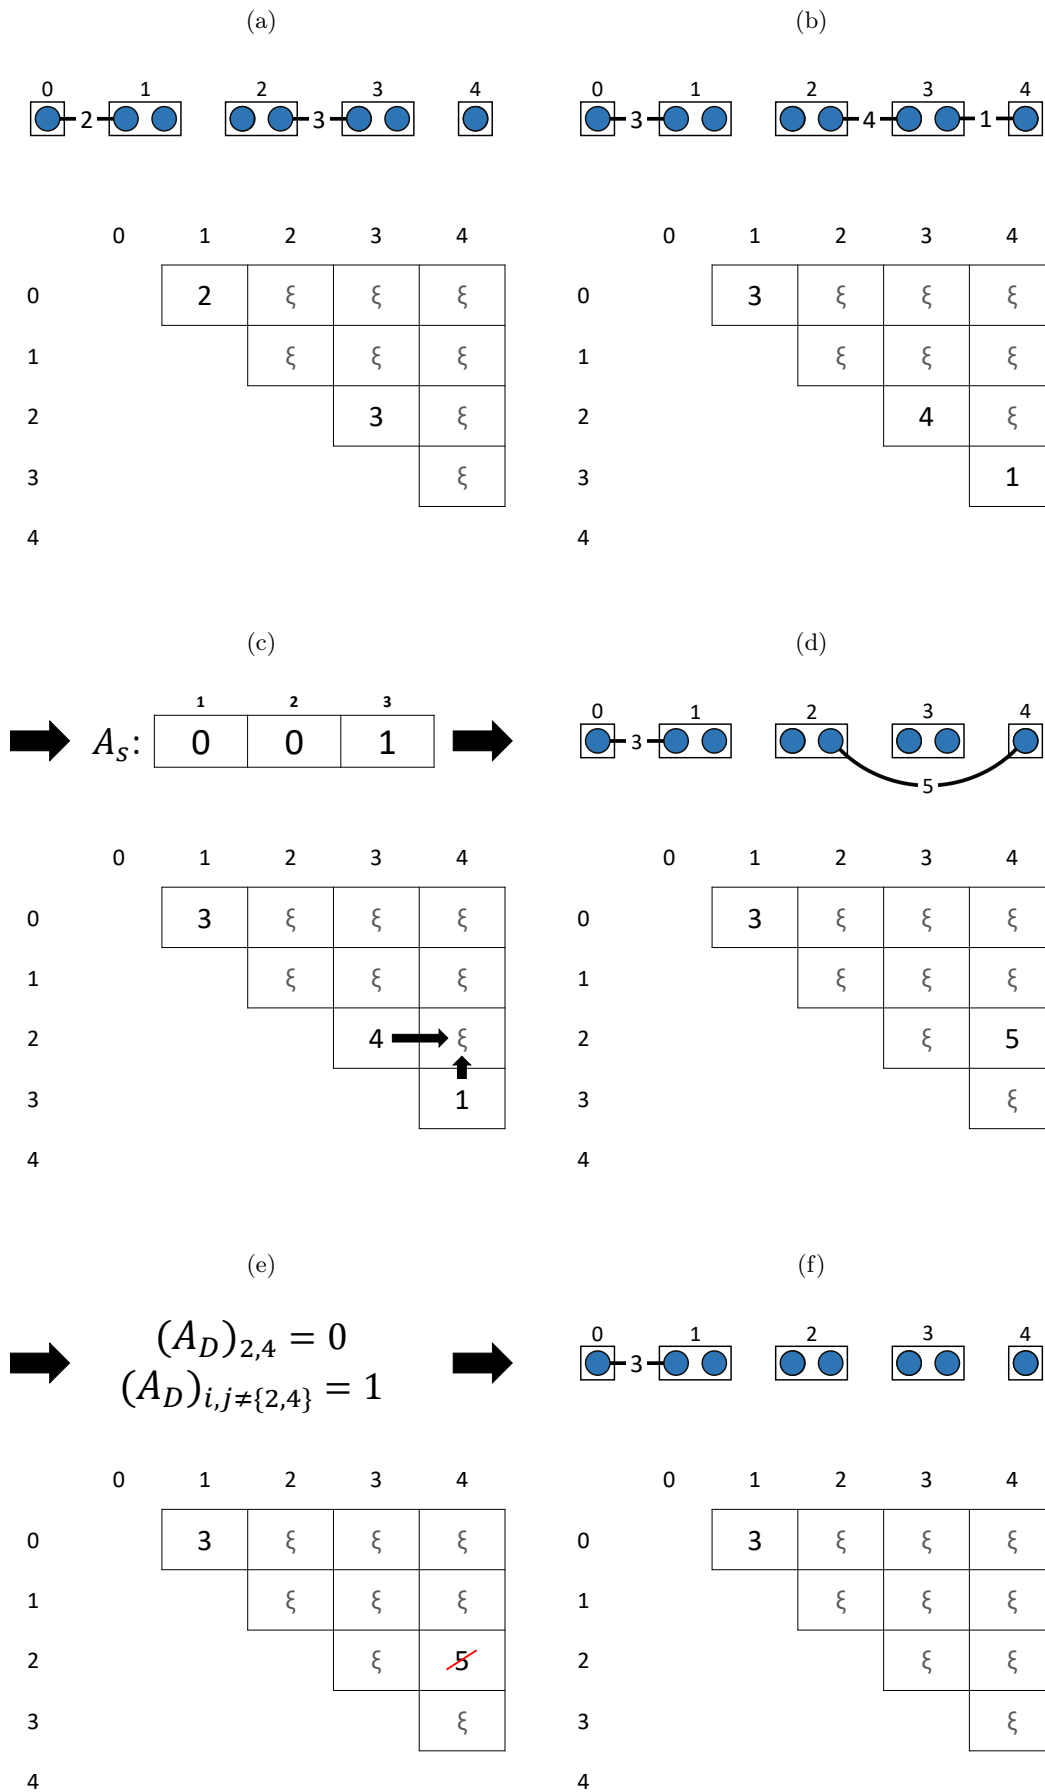 (a) (b)
0 1 2 3 4 0 1 2 3 4
2 3 3 4 1
0 1 2 3 4 0 1 2 3 4
0 2 ξ ξ ξ 0 3 ξ ξ ξ
1 ξ ξ ξ 1 ξ ξ ξ
2 3 ξ 2 4 ξ
3 ξ 3 1
4 4
(c) (d)
1 2 3 0 1 2 3 4
A_s: 0 0 1 3
5
0 1 2 3 4 0 1 2 3 4
0 3 ξ ξ ξ 0 3 ξ ξ ξ
1 ξ ξ ξ 1 ξ ξ ξ
2 4 ξ 2 ξ 5
3 1 3 ξ
4 4
(e) (f)
(A_D)_{2,4} = 0 0 1 2 3 4
(A_D)_{i,j≠{2,4}} = 1 3
0 1 2 3 4 0 1 2 3 4
0 3 ξ ξ ξ 0 3 ξ ξ ξ
1 ξ ξ ξ 1 ξ ξ ξ
2 ξ 5 2 ξ ξ
3 ξ 3 ξ
4 4